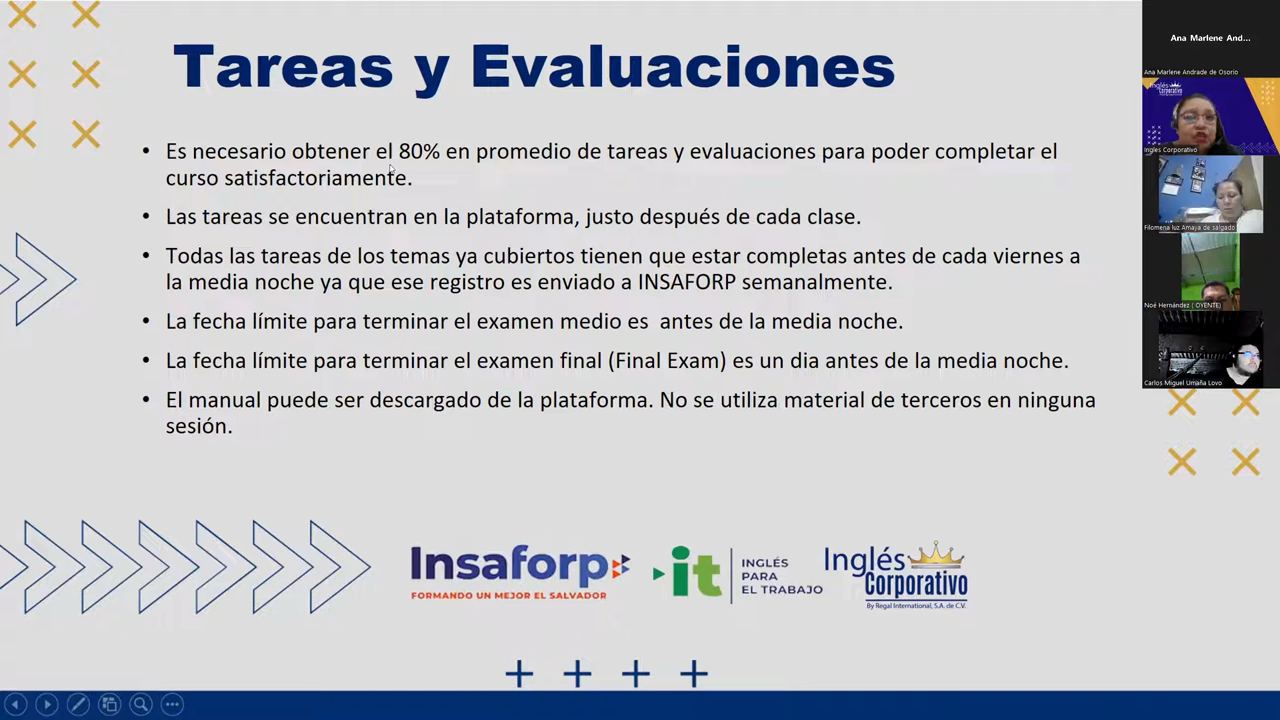 Tareas y Evaluaciones
• Es necesario obtener el 80% en promedio de tareas y evaluaciones para poder completar el
curso satisfactoriamente.
• Las tareas se encuentran en la plataforma, justo después de cada clase.
• Todas las tareas de los temas ya cubiertos tienen que estar completas antes de cada viernes a
la media noche ya que ese registro es enviado a INSAFORP semanalmente.
• La fecha límite para terminar el examen medio es  antes de la media noche.
• La fecha límite para terminar el examen final (Final Exam) es un dia antes de la media noche.
• El manual puede ser descargado de la plataforma. No se utiliza material de terceros en ninguna
sesión.
Insaforp
FORMANDO UN MEJOR EL SALVADOR
it
INGLÉS
PARA
EL TRABAJO
Inglés
Corporativo
By Regal International, S.A. de C.V.
Ana Marlene And...
Ana Marlene Andrade de Osorio
Inglés
Corporativo
Ingles Corporativo
Filomena luz Amaya de salgado
Noé Hernández ( OYENTE)
Carlos Miguel Umaña Lovo